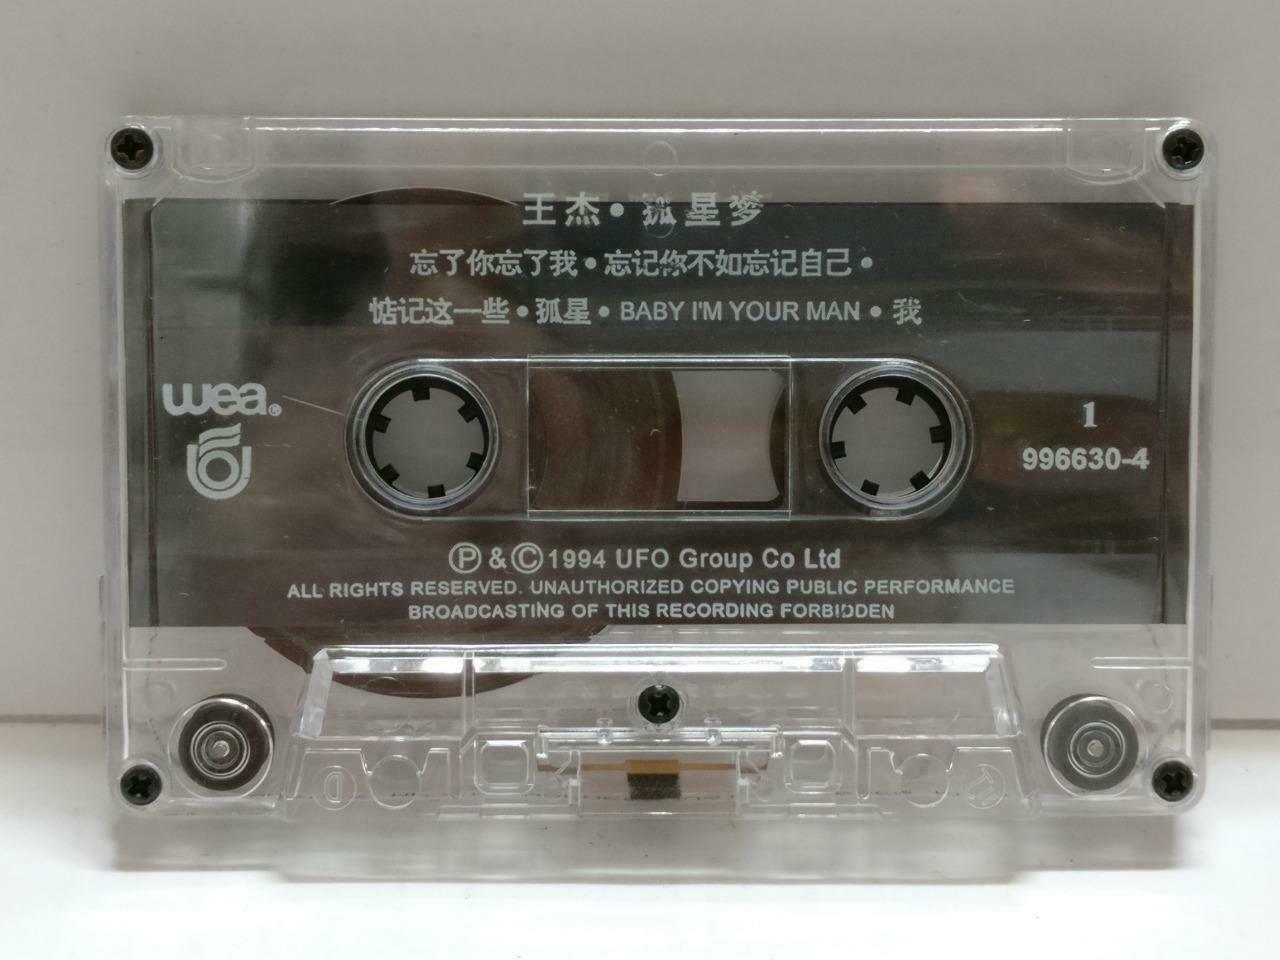 王杰•孤星
忘了你忘了我•忘记你不如忘记自己•
惦记这一些•孤星•BABY I'M YOUR MAN•我
wea®
1
996630-4
Ⓟ & Ⓒ 1994 UFO Group Co Ltd
ALL RIGHTS RESERVED. UNAUTHORIZED COPYING PUBLIC PERFORMANCE
BROADCASTING OF THIS RECORDING FORBIDDEN